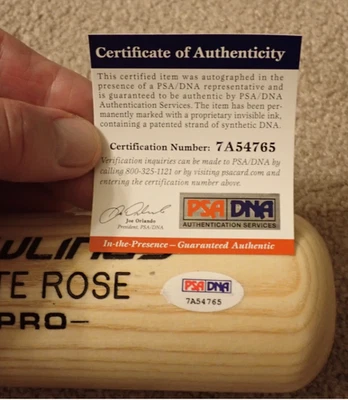 Certificate of Authenticity
This certified item was autographed in the
presence of a PSA/DNA representative and
is guaranteed to be authentic by PSA/DNA
Authentication Services. The item has been per-
manently marked with a proprietary invisible ink,
containing a patented strand of synthetic DNA.
Certification Number: 7A54765
Verification inquiries can be made to PSA/DNA by
calling 800-325-1121 or by visiting psacard.com and
entering the certification number above.
Joe Orlando
President, PSA/DNA
PSA DNA
AUTHENTICATION SERVICES
In-the-Presence—Guaranteed Authentic
WLINGS
TE ROSE
PRO—
PSA DNA
7A54765